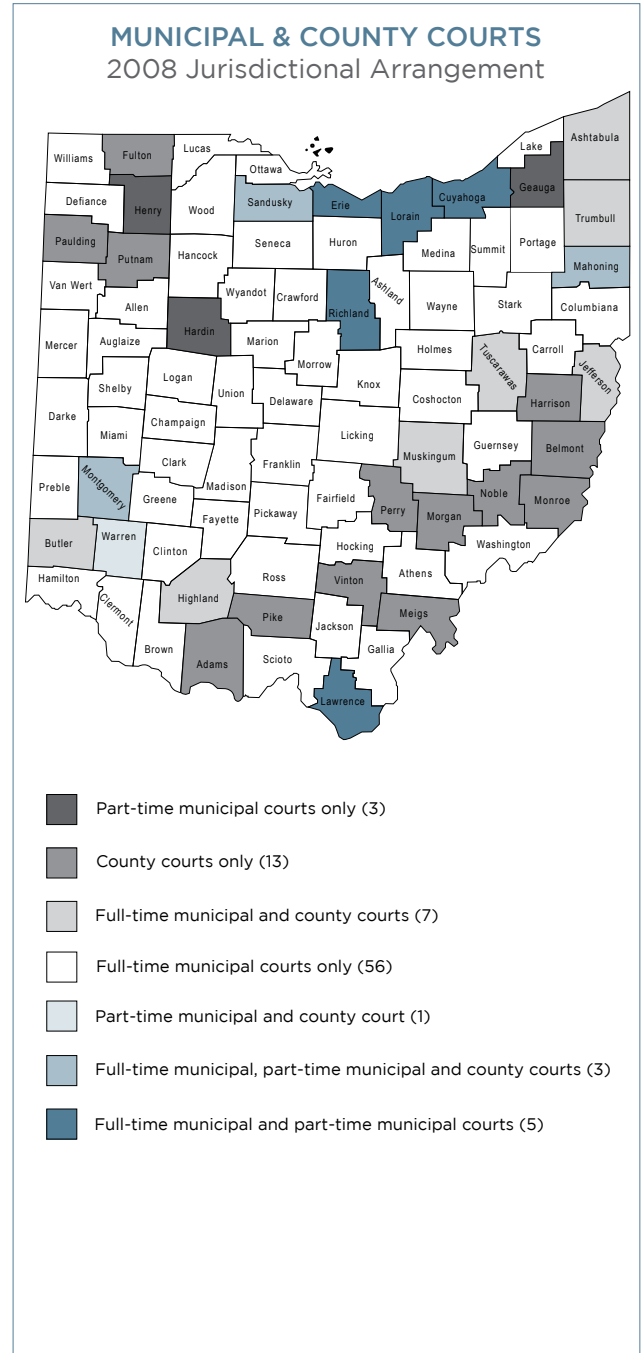 MUNICIPAL & COUNTY COURTS
2008 Jurisdictional Arrangement
Williams
Fulton
Lucas
Ottawa
Lake
Ashtabula
Geauga
Defiance
Henry
Wood
Sandusky
Erie
Lorain
Cuyahoga
Trumbull
Paulding
Putnam
Hancock
Seneca
Huron
Medina
Summit
Portage
Mahoning
Van Wert
Allen
Wyandot
Crawford
Richland
Ashland
Wayne
Stark
Columbiana
Mercer
Auglaize
Hardin
Marion
Morrow
Holmes
Tuscarawas
Carroll
Jefferson
Shelby
Logan
Union
Delaware
Knox
Coshocton
Harrison
Darke
Miami
Champaign
Licking
Muskingum
Guernsey
Belmont
Preble
Montgomery
Clark
Greene
Madison
Franklin
Fairfield
Perry
Morgan
Noble
Monroe
Butler
Warren
Clinton
Fayette
Pickaway
Hocking
Athens
Washington
Hamilton
Clermont
Brown
Highland
Ross
Pike
Vinton
Meigs
Adams
Scioto
Jackson
Gallia
Lawrence
Part-time municipal courts only (3)
County courts only (13)
Full-time municipal and county courts (7)
Full-time municipal courts only (56)
Part-time municipal and county court (1)
Full-time municipal, part-time municipal and county courts (3)
Full-time municipal and part-time municipal courts (5)